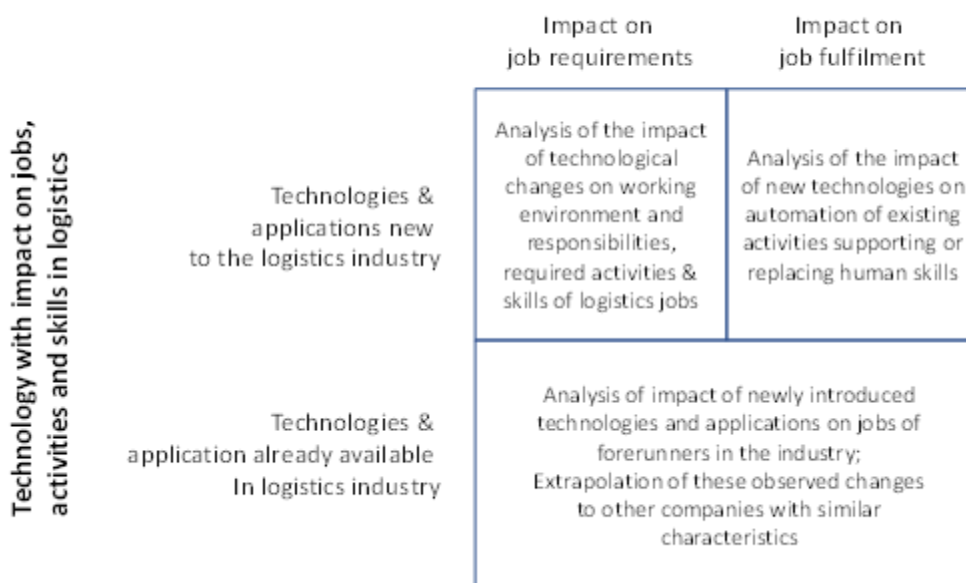 Impact on
job requirements
Impact on
job fulfilment
Technology with impact on jobs,
activities and skills in logistics
Technologies &
applications new
to the logistics industry
Analysis of the impact
of technological
changes on working
environment and
responsibilities,
required activities &
skills of logistics jobs
Analysis of the impact
of new technologies on
automation of existing
activities supporting or
replacing human skills
Technologies &
application already available
In logistics industry
Analysis of impact of newly introduced
technologies and applications on jobs of
forerunners in the industry;
Extrapolation of these observed changes
to other companies with similar
characteristics